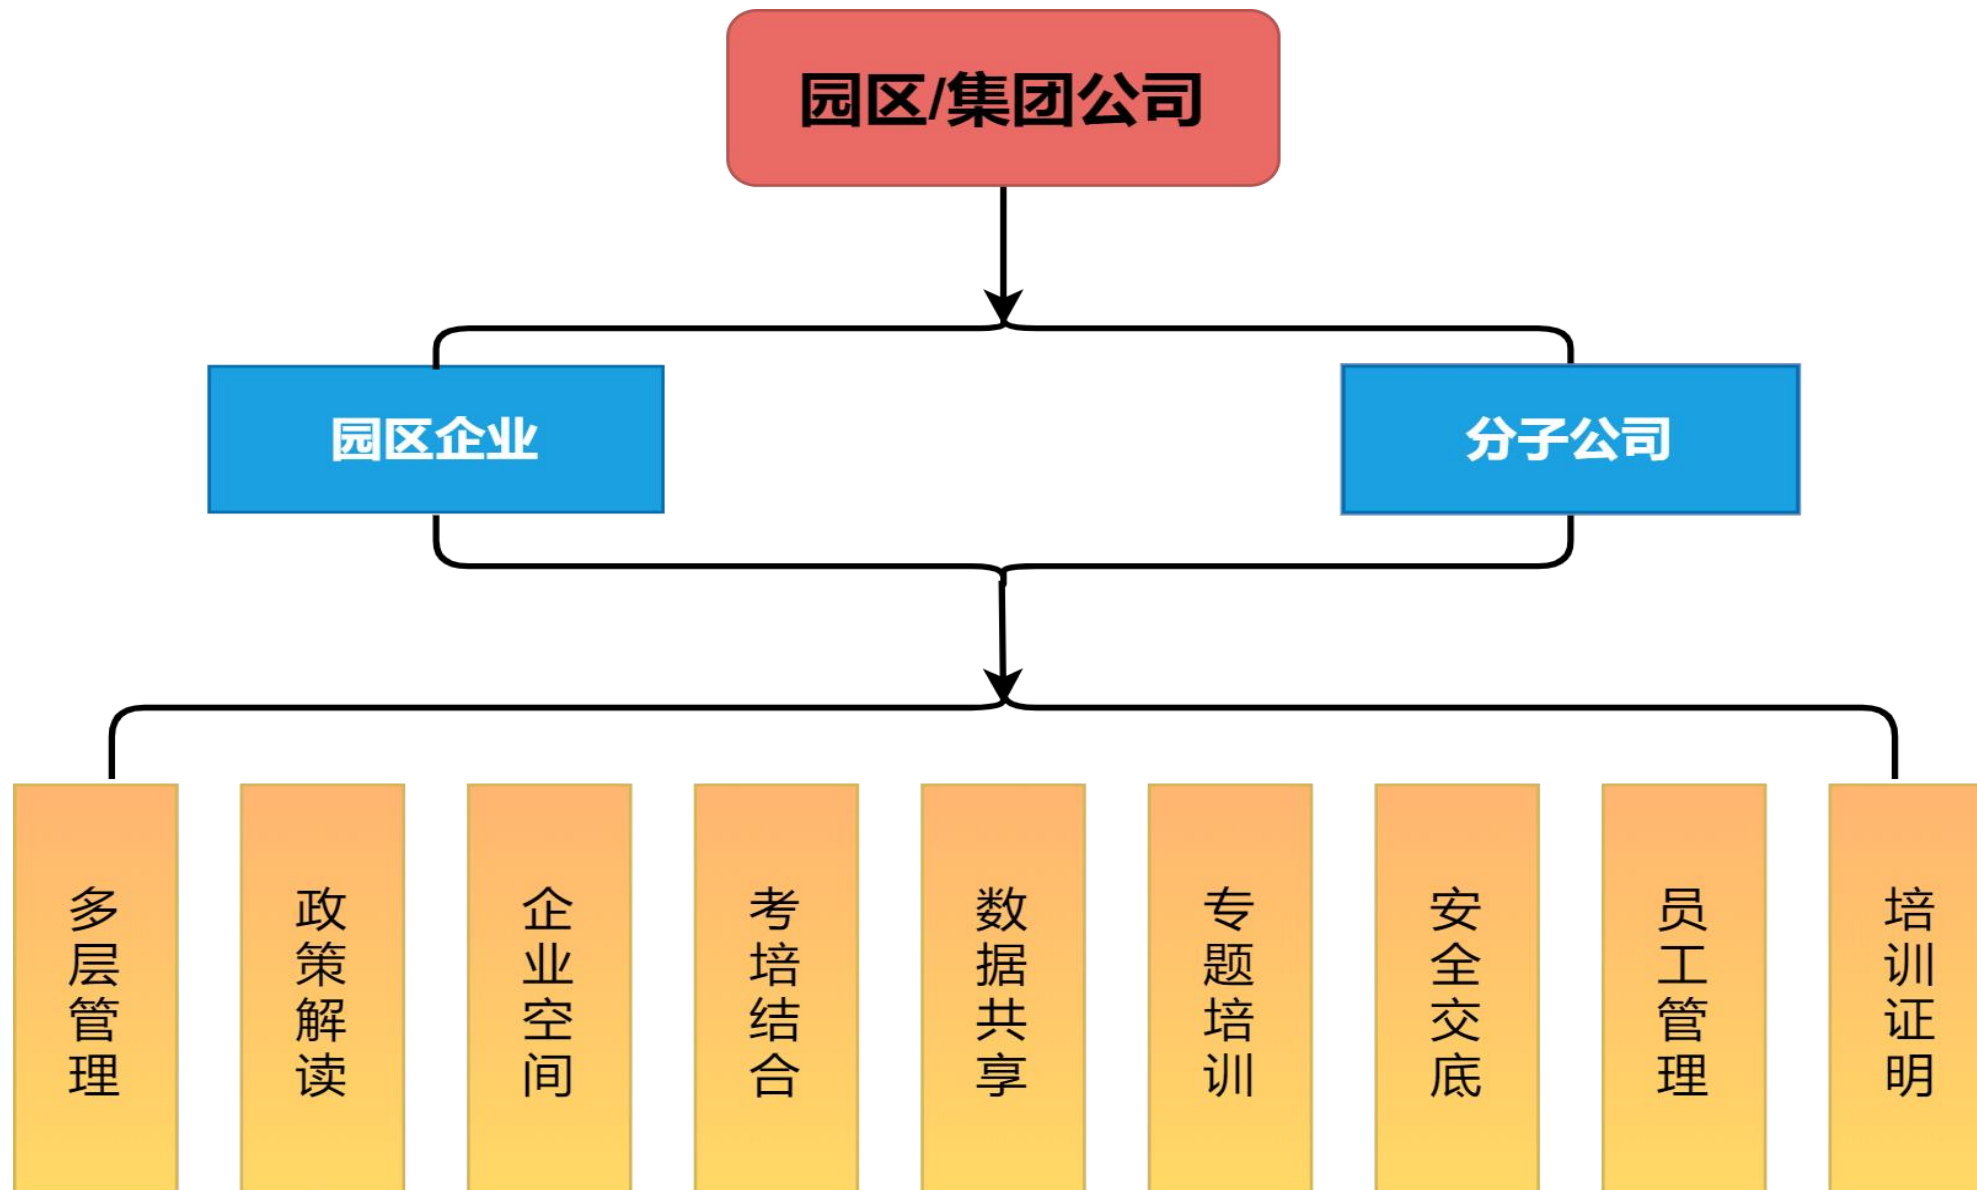 园区/集团公司
园区企业
分子公司
多层管理
政策解读
企业空间
考培结合
数据共享
专题培训
安全交底
员工管理
培训证明